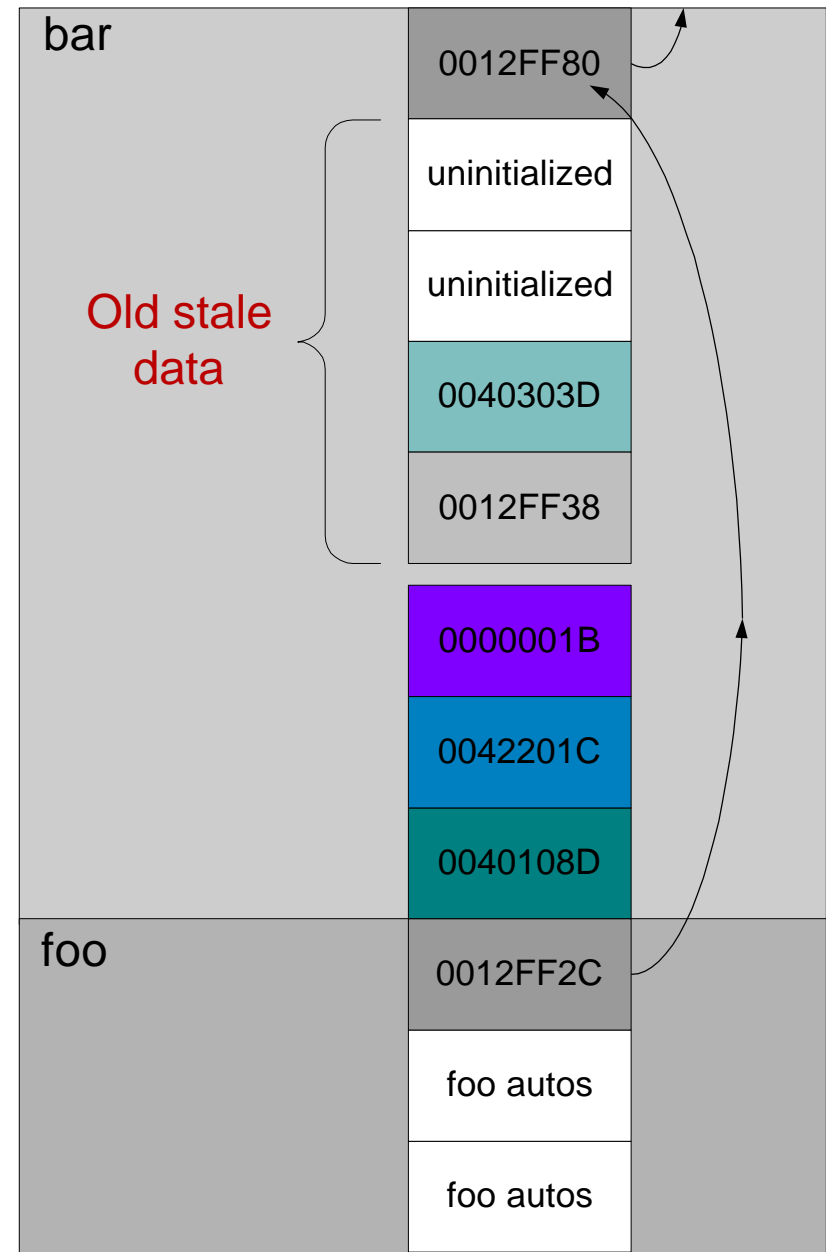 bar
0012FF80
uninitialized
uninitialized
Old stale
data
0040303D
0012FF38
0000001B
0042201C
0040108D
foo
0012FF2C
foo autos
foo autos